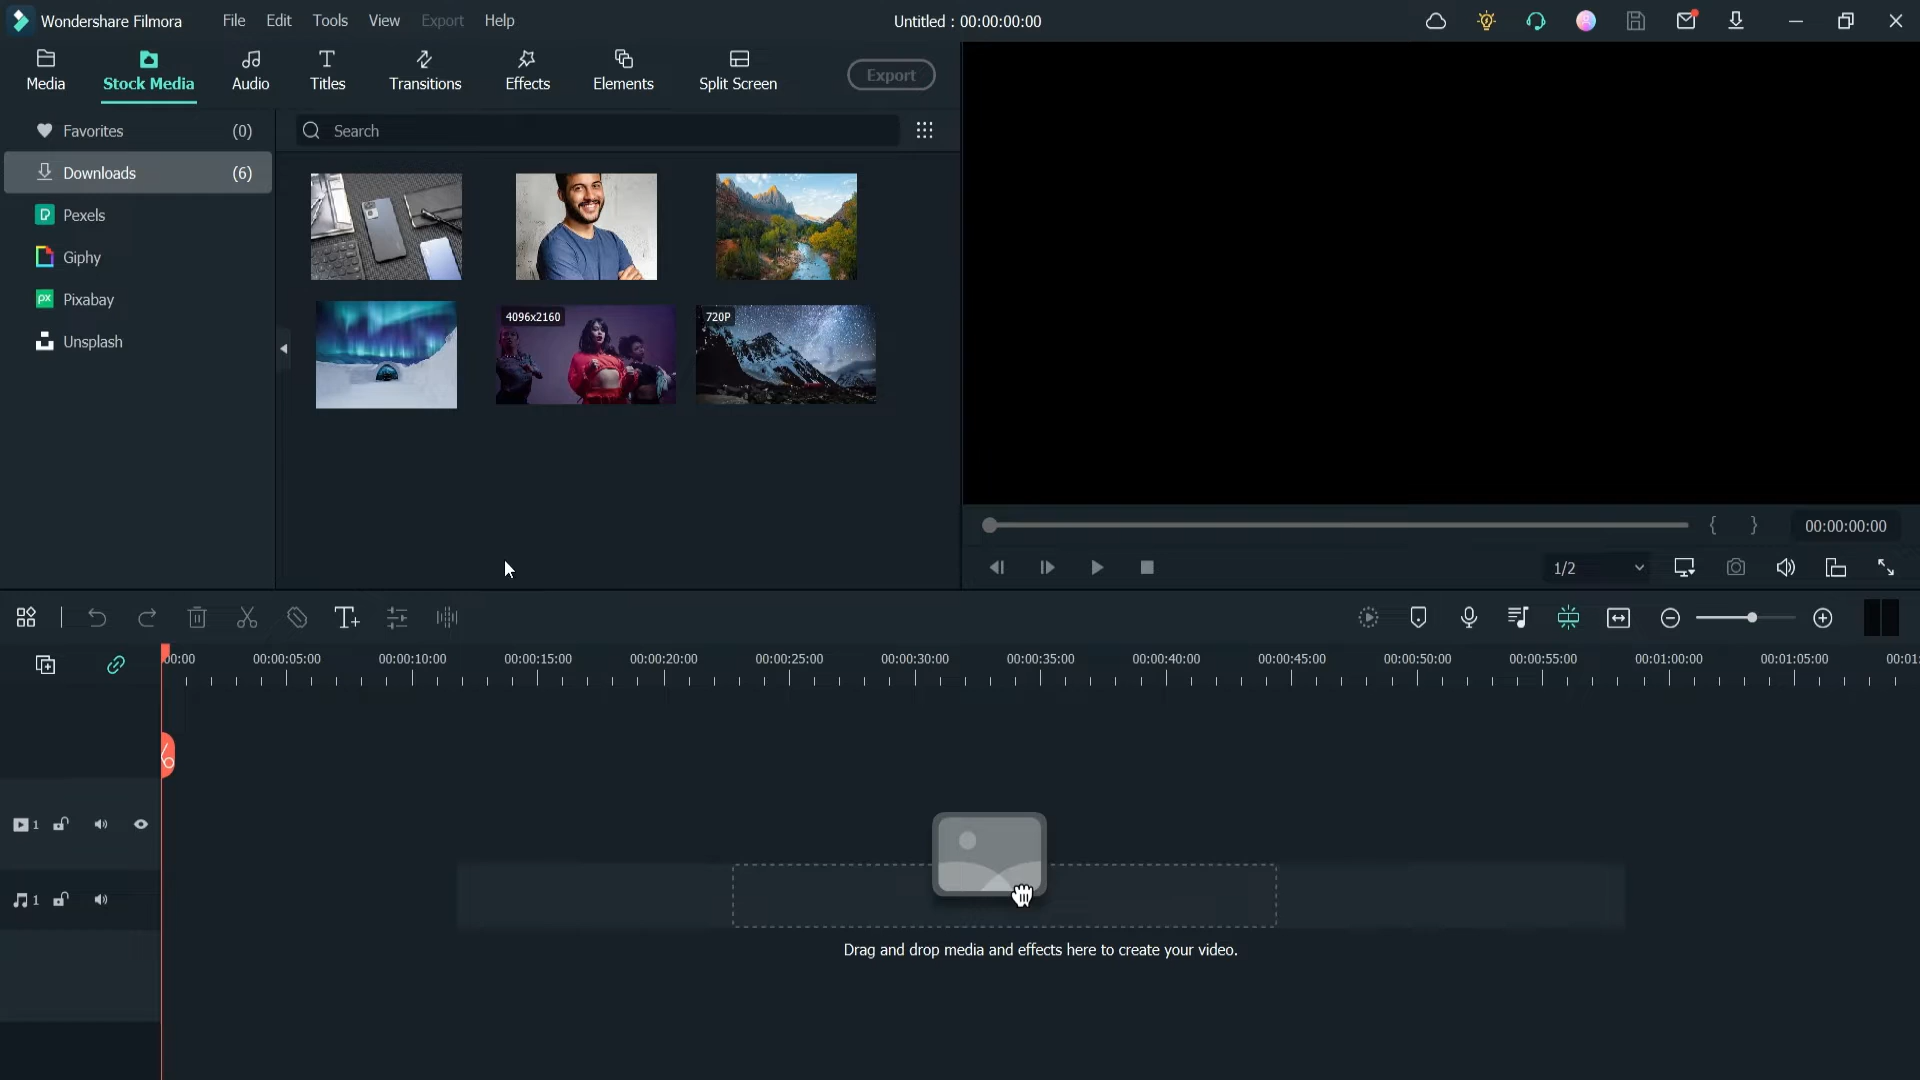 Wondershare Filmora File Edit Tools View Export Help Untitled : 00:00:00:00
Media Stock Media Audio Titles Transitions Effects Elements Split Screen Export
Favorites (0)
Search
Downloads (6)
Pexels
Giphy
Pixabay
Unsplash
4096x2160
720P
00:00:00:00
1/2
00:00 00:00:05:00 00:00:10:00 00:00:15:00 00:00:20:00 00:00:25:00 00:00:30:00 00:00:35:00 00:00:40:00 00:00:45:00 00:00:50:00 00:00:55:00 00:01:00:00 00:01:05:00 00:01:
1
1
Drag and drop media and effects here to create your video.